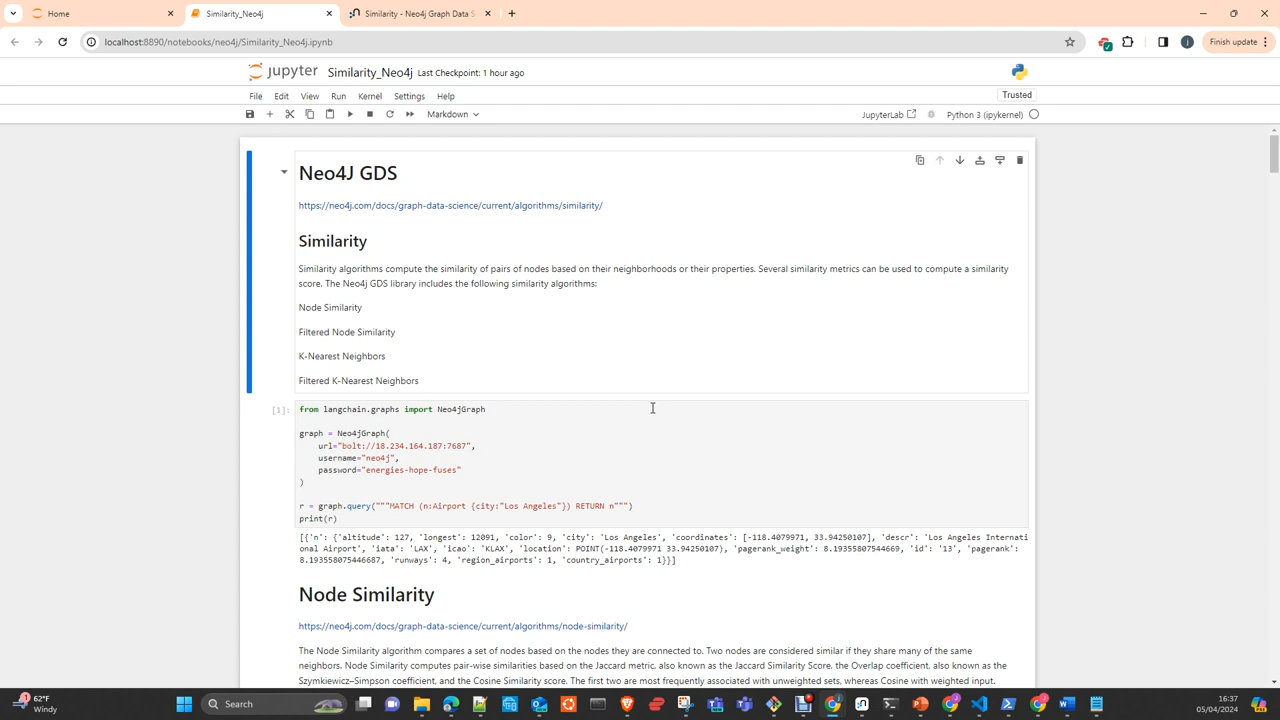 Home
Similarity_Neo4j
Similarity - Neo4j Graph Data S
localhost:8890/notebooks/neo4j/Similarity_Neo4j.ipynb
Finish update
jupyter Similarity_Neo4j Last Checkpoint: 1 hour ago
File Edit View Run Kernel Settings Help
Trusted
Markdown
JupyterLab
Python 3 (ipykernel)
Neo4J GDS
https://neo4j.com/docs/graph-data-science/current/algorithms/similarity/
Similarity
Similarity algorithms compute the similarity of pairs of nodes based on their neighborhoods or their properties. Several similarity metrics can be used to compute a similarity
score. The Neo4j GDS library includes the following similarity algorithms:
Node Similarity
Filtered Node Similarity
K-Nearest Neighbors
Filtered K-Nearest Neighbors
[1]: from langchain.graphs import Neo4jGraph
graph = Neo4jGraph(
url="bolt://18.234.164.187:7687",
username="neo4j",
password="energies-hope-fuses"
)
r = graph.query("""MATCH (n:Airport {city:"Los Angeles"}) RETURN n""")
print(r)
[{'n': {'altitude': 127, 'longest': 12091, 'color': 9, 'city': 'Los Angeles', 'coordinates': [-118.4079971, 33.94250107], 'descr': 'Los Angeles Internati
onal Airport', 'iata': 'LAX', 'icao': 'KLAX', 'location': POINT(-118.4079971 33.94250107), 'pagerank_weight': 8.19355807544669, 'id': '13', 'pagerank':
8.193558075446687, 'runways': 4, 'region_airports': 1, 'country_airports': 1}}]
Node Similarity
https://neo4j.com/docs/graph-data-science/current/algorithms/node-similarity/
The Node Similarity algorithm compares a set of nodes based on the nodes they are connected to. Two nodes are considered similar if they share many of the same
neighbors. Node Similarity computes pair-wise similarities based on the Jaccard metric, also known as the Jaccard Similarity Score, the Overlap coefficient, also known as the
Szymkiewicz–Simpson coefficient, and the Cosine Similarity score. The first two are most frequently associated with unweighted sets, whereas Cosine with weighted input.
1
62°F
Windy
Search
16:37
05/04/2024